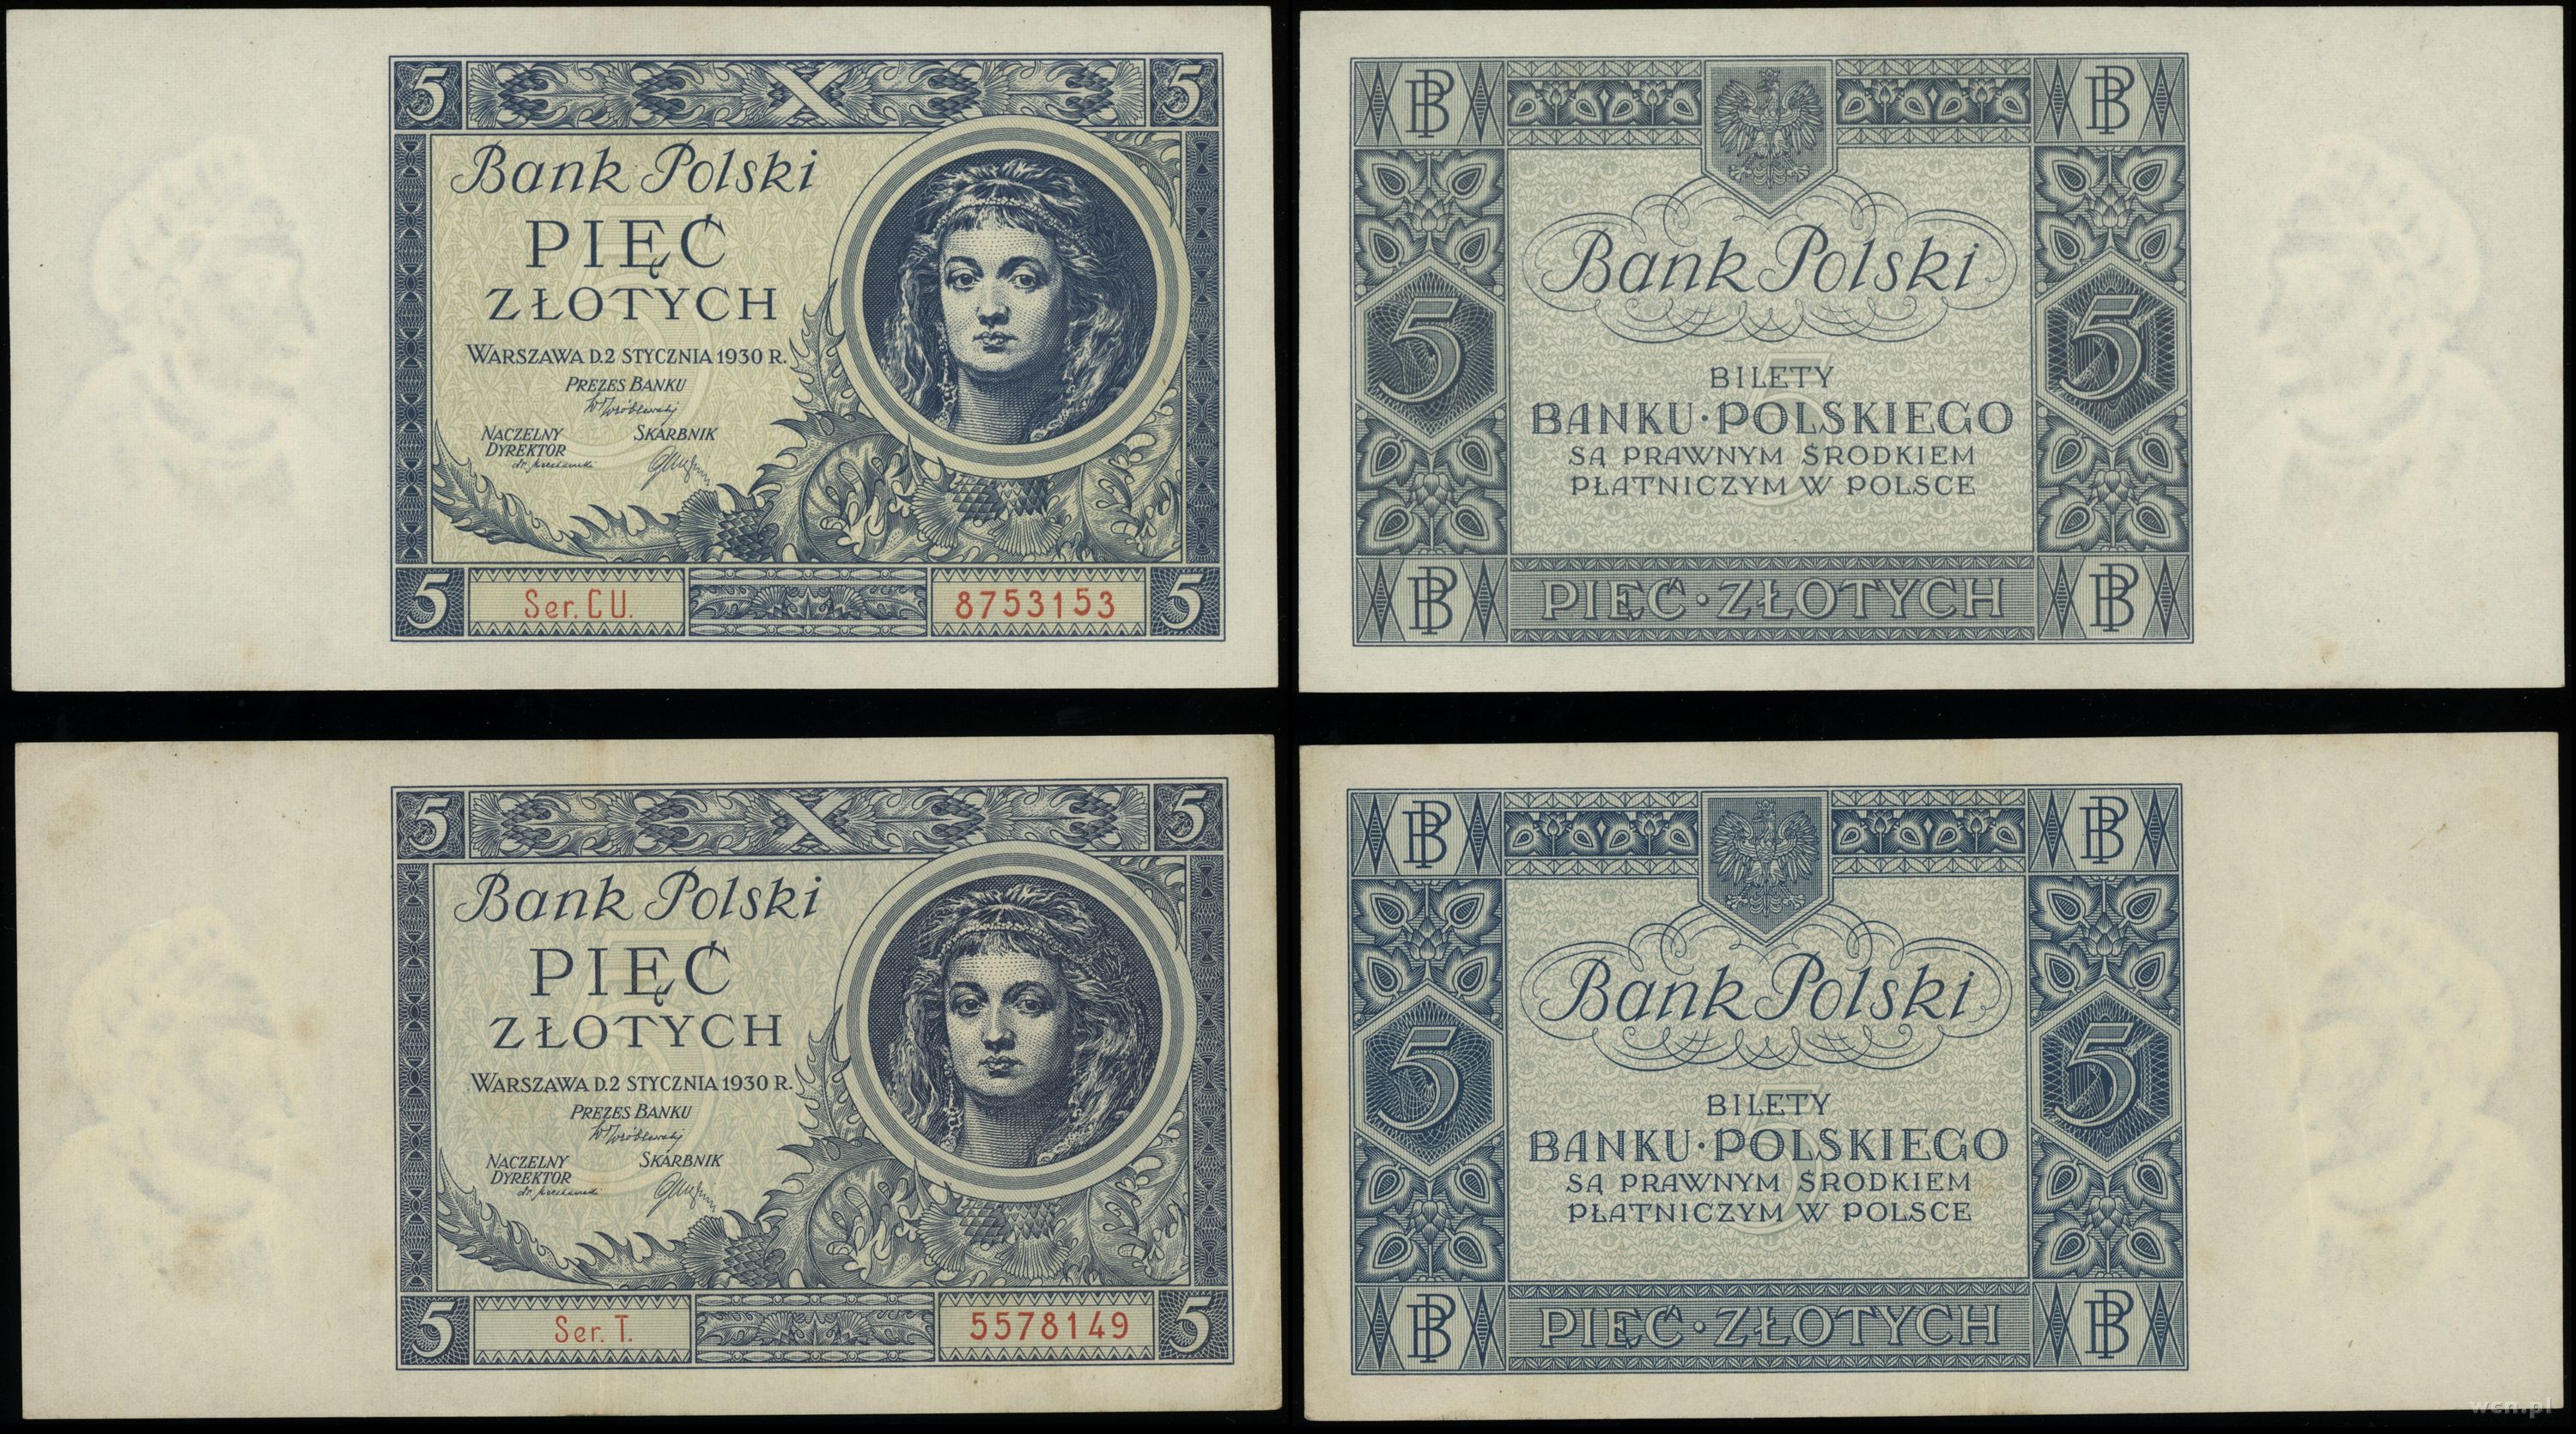 5 5
Bank Polski
PIĘĆ
ZŁOTYCH
WARSZAWA D.2 STYCZNIA 1930 R.
PREZES BANKU
NACZELNY SKARBNIK
DYREKTOR
5 Ser. C U. 8753153 5
BP BP
Bank Polski
5 5
BILETY
BANKU·POLSKIEGO
SĄ PRAWNYM ŚRODKIEM
PŁATNICZYM W POLSCE
BP PIĘĆ·ZŁOTYCH BP
5 5
Bank Polski
PIĘĆ
ZŁOTYCH
WARSZAWA D.2 STYCZNIA 1930 R.
PREZES BANKU
NACZELNY SKARBNIK
DYREKTOR
5 Ser. T. 5578149 5
BP BP
Bank Polski
5 5
BILETY
BANKU·POLSKIEGO
SĄ PRAWNYM ŚRODKIEM
PŁATNICZYM W POLSCE
BP PIĘĆ·ZŁOTYCH BP
wcn.pl